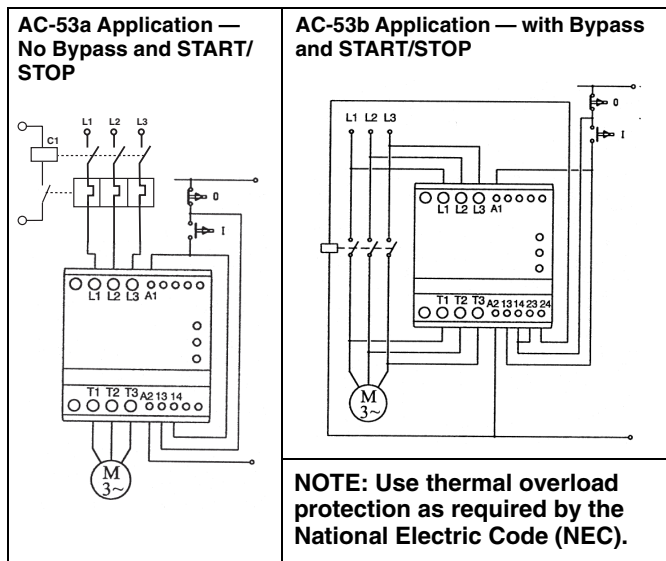 AC-53a Application —
No Bypass and START/
STOP
C1
L1 L2 L3
0
I
L1 L2 L3 A1
T1 T2 T3 A2 13 14
M
3~
AC-53b Application — with Bypass
and START/STOP
0
I
L1 L2 L3
L1 L2 L3 A1
T1 T2 T3 A2 13 14 23 24
M
3~
NOTE: Use thermal overload
protection as required by the
National Electric Code (NEC).